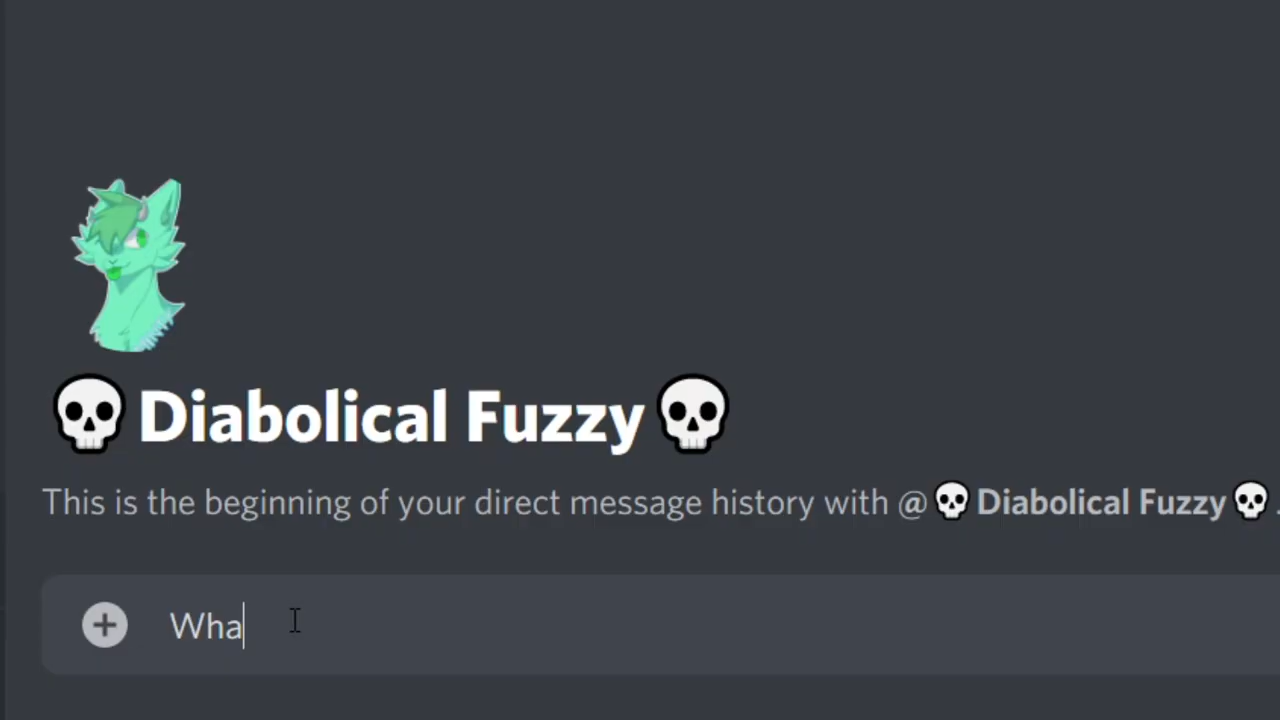 💀Diabolical Fuzzy💀
This is the beginning of your direct message history with @💀Diabolical Fuzzy💀.
Wha